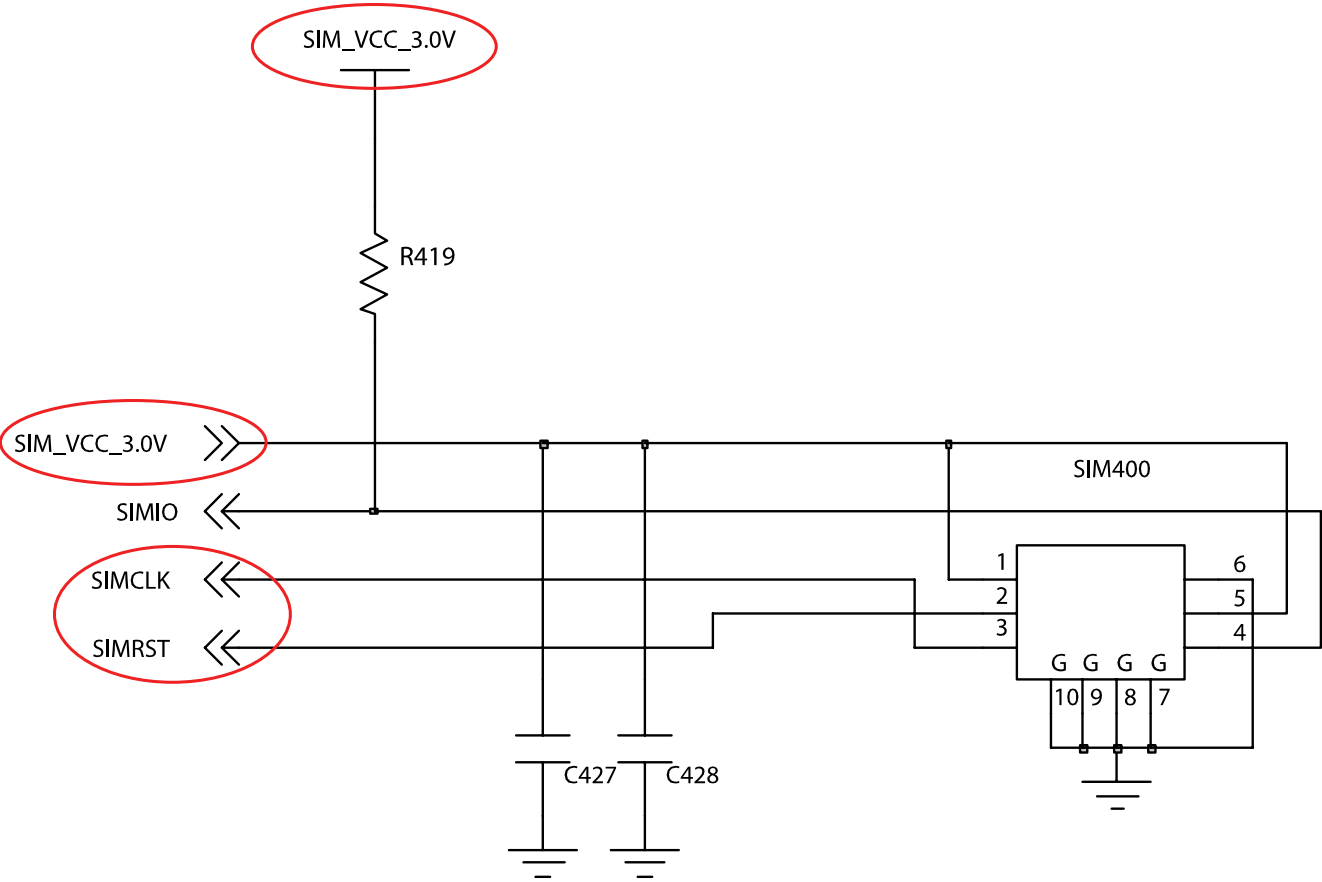 SIM_VCC_3.0V
R419
SIM_VCC_3.0V
SIM400
SIMIO
1
6
SIMCLK
2
5
3
4
SIMRST
G G G G
10 9 8 7
C427
C428